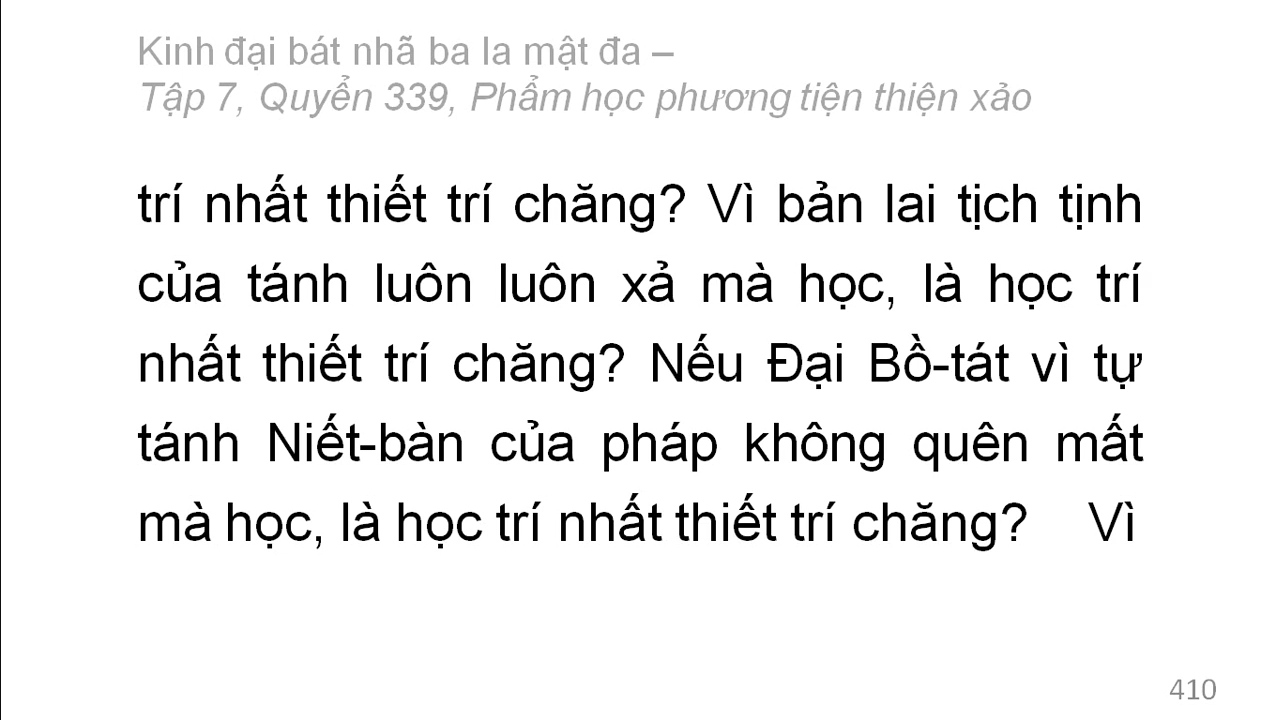 Kinh đại bát nhã ba la mật đa –
Tập 7, Quyển 339, Phẩm học phương tiện thiện xảo
trí nhất thiết trí chăng? Vì bản lai tịch tịnh
của tánh luôn luôn xả mà học, là học trí
nhất thiết trí chăng? Nếu Đại Bồ-tát vì tự
tánh Niết-bàn của pháp không quên mất
mà học, là học trí nhất thiết trí chăng? Vì
410